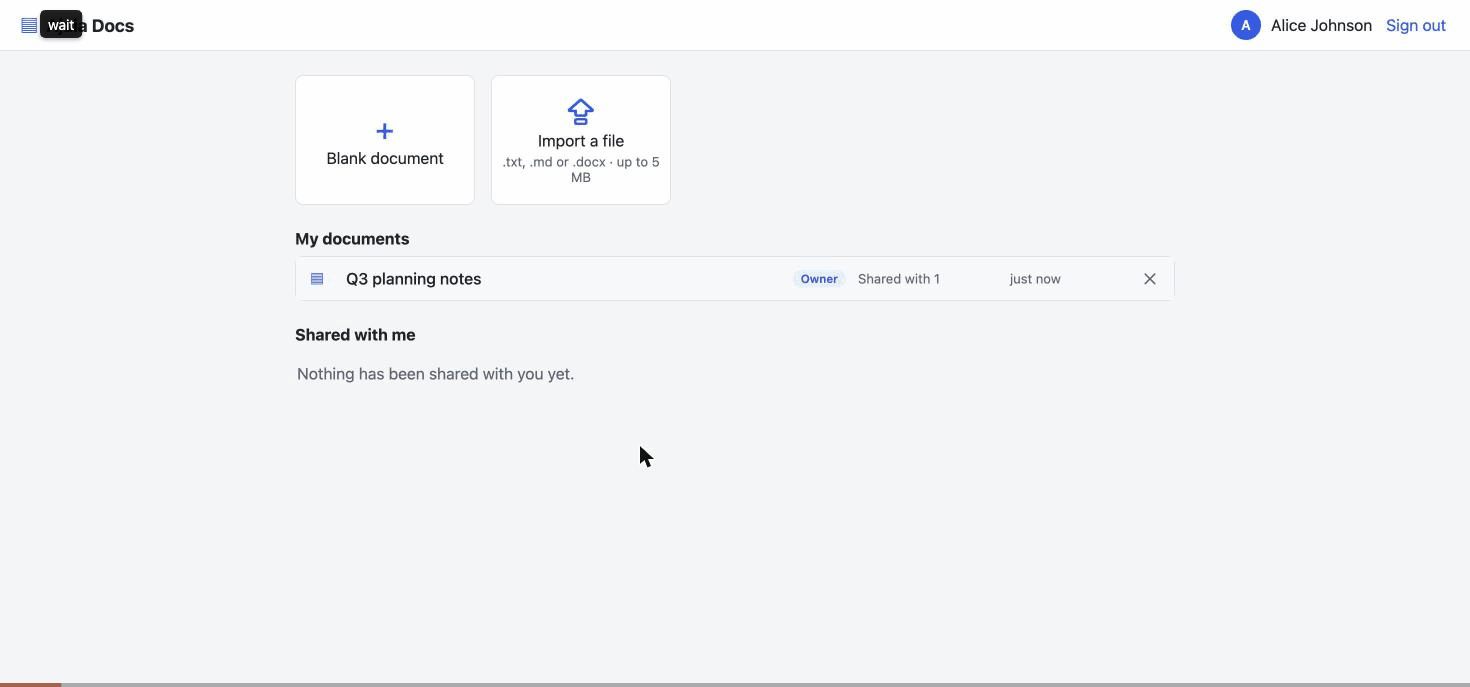 wait
a Docs
A
Alice Johnson
Sign out
Blank document
Import a file
.txt, .md or .docx · up to 5
MB
My documents
Q3 planning notes
Owner
Shared with 1
just now
Shared with me
Nothing has been shared with you yet.